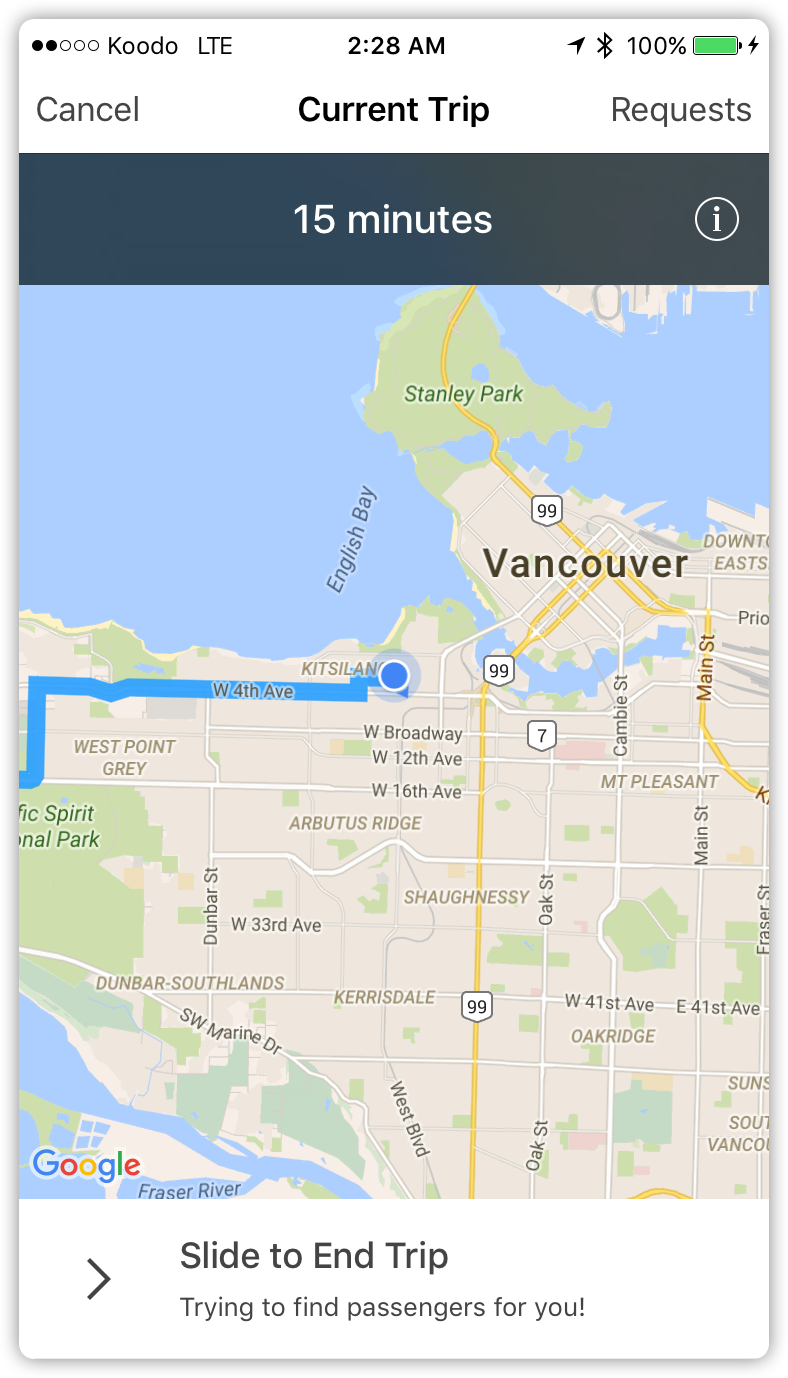 Koodo LTE 2:28 AM 100%
Cancel Current Trip Requests
15 minutes
i
Stanley Park
99
English Bay
DOWNTO
EASTS
Vancouver
Prio
Main St
KITSILANO
99
W 4th Ave
Cambie St
W Broadway
7
WEST POINT
GREY
W 12th Ave
MT PLEASANT
W 16th Ave
fic Spirit
onal Park
ARBUTUS RIDGE
Main St
SHAUGHNESSY
Oak St
Dunbar St
W 33rd Ave
Fraser St
DUNBAR-SOUTHLANDS
KERRISDALE
99
W 41st Ave
E 41st Ave
SW Marine Dr
OAKRIDGE
SUNS
West Blvd
Oak St
SOUT
VANCOU
Google
Fraser River
Slide to End Trip
Trying to find passengers for you!